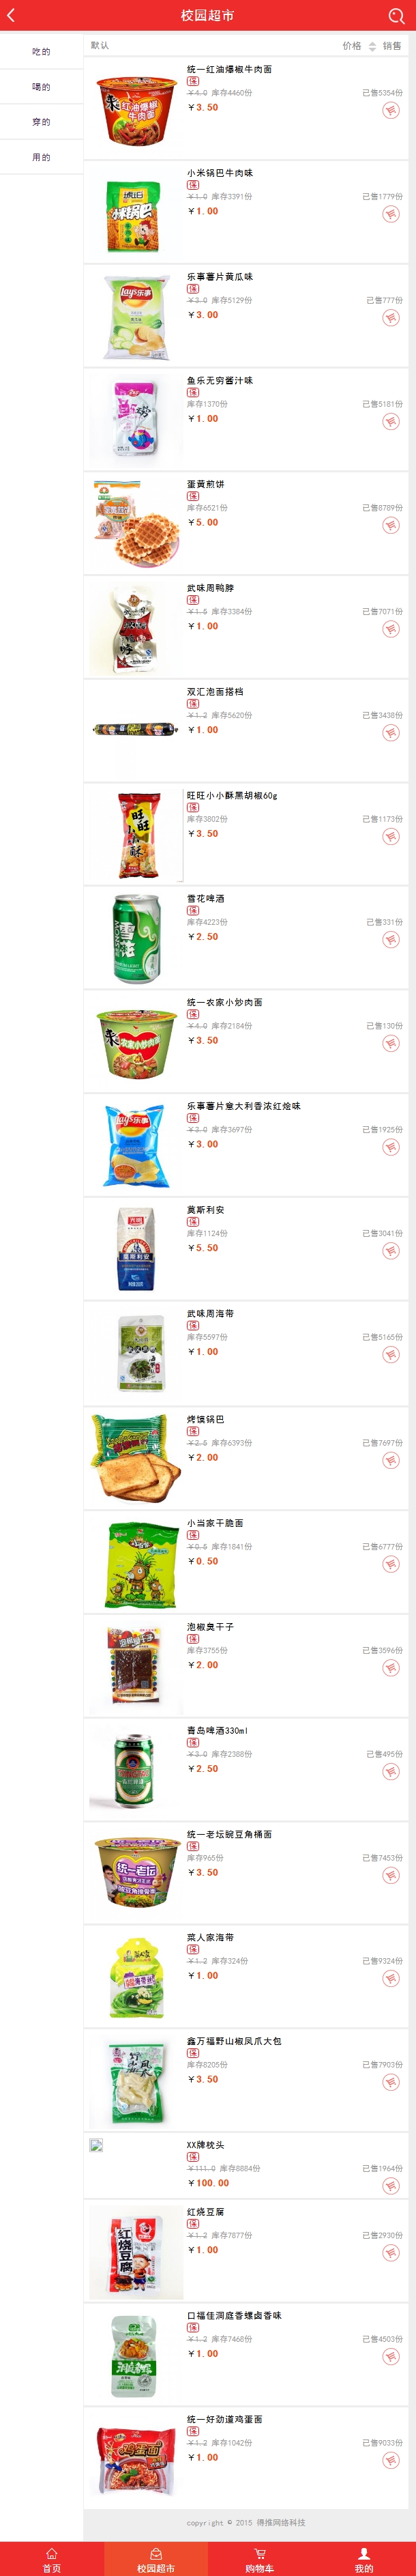 校园超市
吃的
喝的
穿的
用的
默认 价格 销售
统一红油爆椒牛肉面
¥4.0 库存4460份 已售5354份
¥3.50
小米锅巴牛肉味
¥1.0 库存3391份 已售1779份
¥1.00
乐事薯片黄瓜味
¥3.0 库存5129份 已售777份
¥3.00
鱼乐无穷酱汁味
库存1370份 已售5181份
¥1.00
蛋黄煎饼
库存6521份 已售8789份
¥5.00
武味周鸭脖
¥1.5 库存3384份 已售7071份
¥1.00
双汇泡面搭档
¥1.2 库存5620份 已售3438份
¥1.00
旺旺小小酥黑胡椒60g
库存3802份 已售1173份
¥3.50
雪花啤酒
库存4223份 已售331份
¥2.50
统一农家小炒肉面
¥4.0 库存2184份 已售130份
¥3.50
乐事薯片意大利香浓红烩味
¥3.0 库存3697份 已售1925份
¥3.00
莫斯利安
库存1124份 已售3041份
¥5.50
武味周海带
库存5597份 已售5165份
¥1.00
烤馍锅巴
¥2.5 库存6393份 已售7697份
¥2.00
小当家干脆面
¥0.5 库存1841份 已售6777份
¥0.50
泡椒臭干子
库存3755份 已售3596份
¥2.00
青岛啤酒330ml
¥3.0 库存2388份 已售495份
¥2.50
统一老坛豌豆角桶面
库存965份 已售7453份
¥3.50
菜人家海带
¥1.2 库存324份 已售9324份
¥1.00
鑫万福野山椒凤爪大包
库存8205份 已售7903份
¥3.50
XX牌枕头
¥111.0 库存8884份 已售1964份
¥100.00
红烧豆腐
¥1.2 库存7877份 已售2930份
¥1.00
口福佳洞庭香螺卤香味
¥1.2 库存7468份 已售4503份
¥1.00
统一好劲道鸡蛋面
¥1.2 库存1042份 已售9033份
¥1.00
copyright © 2015 得推网络科技
首页 校园超市 购物车 我的